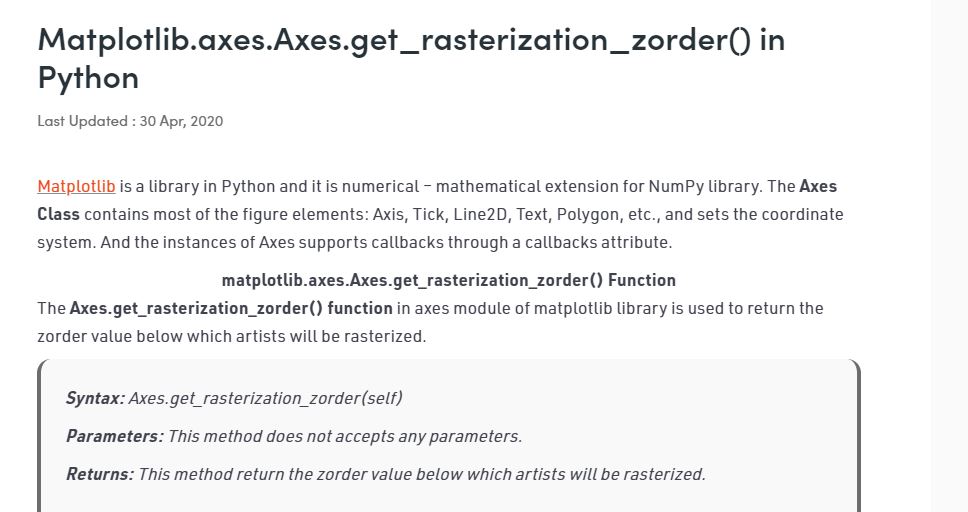 Matplotlib.axes.Axes.get_rasterization_zorder() in
Python
Last Updated : 30 Apr, 2020
Matplotlib is a library in Python and it is numerical – mathematical extension for NumPy library. The Axes
Class contains most of the figure elements: Axis, Tick, Line2D, Text, Polygon, etc., and sets the coordinate
system. And the instances of Axes supports callbacks through a callbacks attribute.
matplotlib.axes.Axes.get_rasterization_zorder() Function
The Axes.get_rasterization_zorder() function in axes module of matplotlib library is used to return the
zorder value below which artists will be rasterized.
Syntax: Axes.get_rasterization_zorder(self)
Parameters: This method does not accepts any parameters.
Returns: This method return the zorder value below which artists will be rasterized.